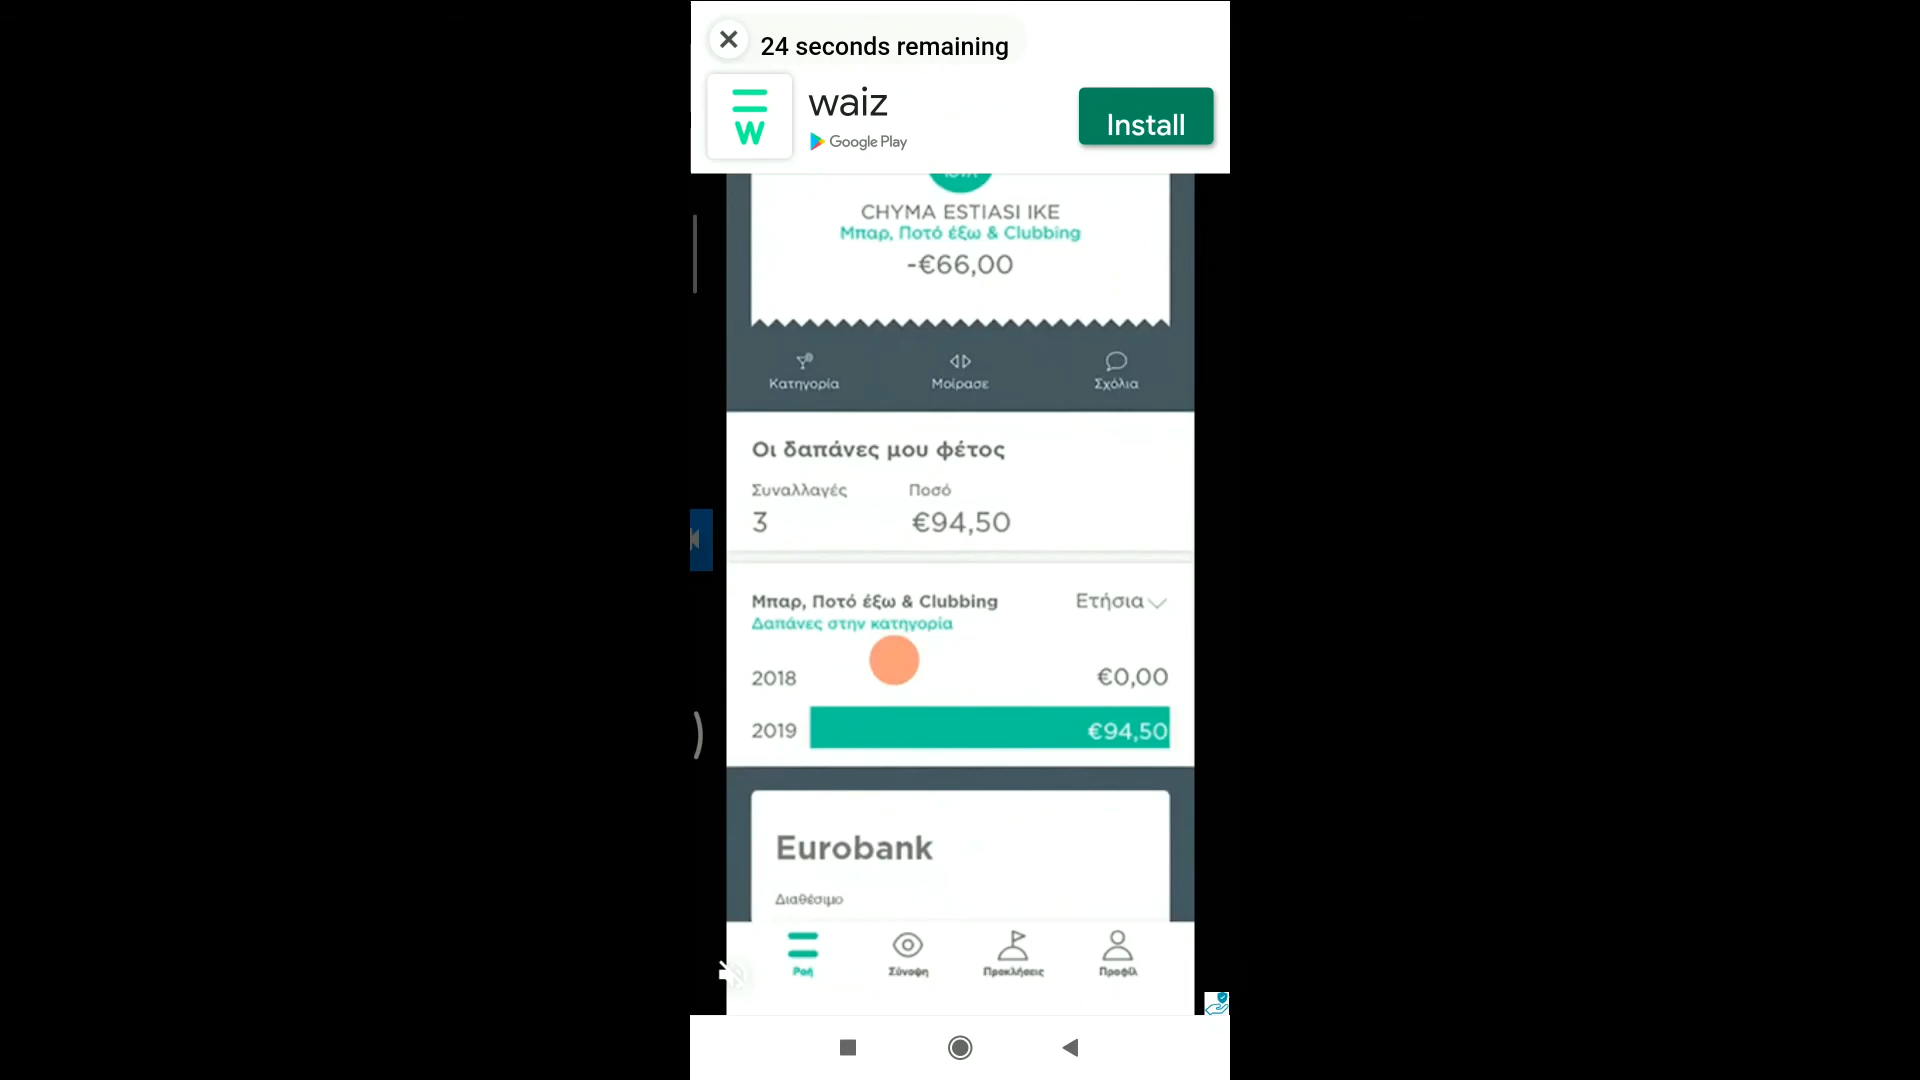 24 seconds remaining
waiz
Google Play
Install
CHYMA ESTIASI IKE
Μπαρ, Ποτό έξω & Clubbing
-€66,00
Κατηγορία
Μοίρασε
Σχόλια
Οι δαπάνες μου φέτος
Συναλλαγές Ποσό
3 €94,50
Μπαρ, Ποτό έξω & Clubbing Ετήσια
Δαπάνες στην κατηγορία
2018 €0,00
2019 €94,50
Eurobank
Διαθέσιμο
Ροή
Σύνοψη
Προκλήσεις
Προφίλ